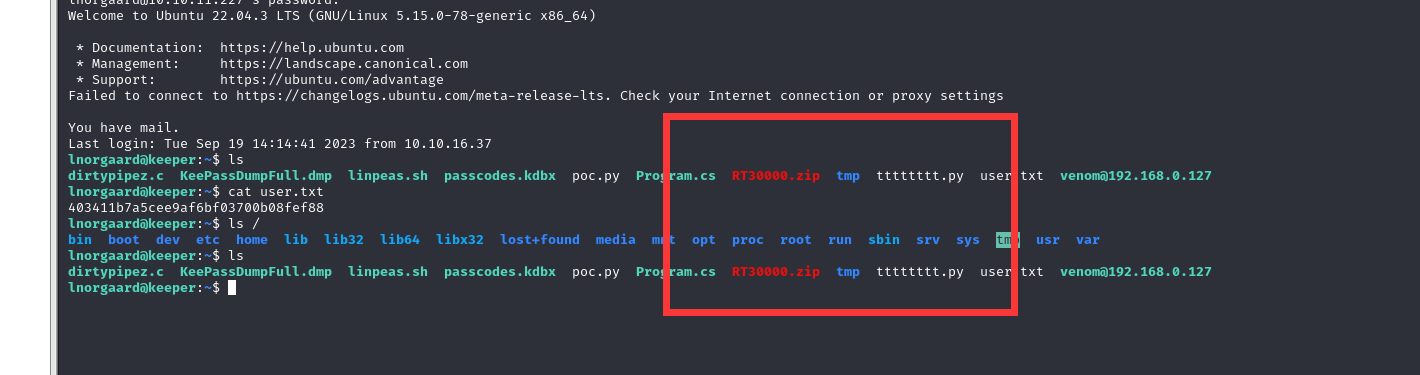 lnorgaard@10.10.11.227's password:
Welcome to Ubuntu 22.04.3 LTS (GNU/Linux 5.15.0-78-generic x86_64)
* Documentation:  https://help.ubuntu.com
* Management:     https://landscape.canonical.com
* Support:        https://ubuntu.com/advantage
Failed to connect to https://changelogs.ubuntu.com/meta-release-lts. Check your Internet connection or proxy settings
You have mail.
Last login: Tue Sep 19 14:14:41 2023 from 10.10.16.37
lnorgaard@keeper:~$ ls
dirtypipez.c  KeePassDumpFull.dmp  linpeas.sh  passcodes.kdbx  poc.py  Program.cs  RT30000.zip  tmp  tttttttt.py  user.txt  venom@192.168.0.127
lnorgaard@keeper:~$ cat user.txt
403411b7a5cee9af6bf03700b08fef88
lnorgaard@keeper:~$ ls /
bin  boot  dev  etc  home  lib  lib32  lib64  libx32  lost+found  media  mnt  opt  proc  root  run  sbin  srv  sys  tmp  usr  var
lnorgaard@keeper:~$ ls
dirtypipez.c  KeePassDumpFull.dmp  linpeas.sh  passcodes.kdbx  poc.py  Program.cs  RT30000.zip  tmp  tttttttt.py  user.txt  venom@192.168.0.127
lnorgaard@keeper:~$